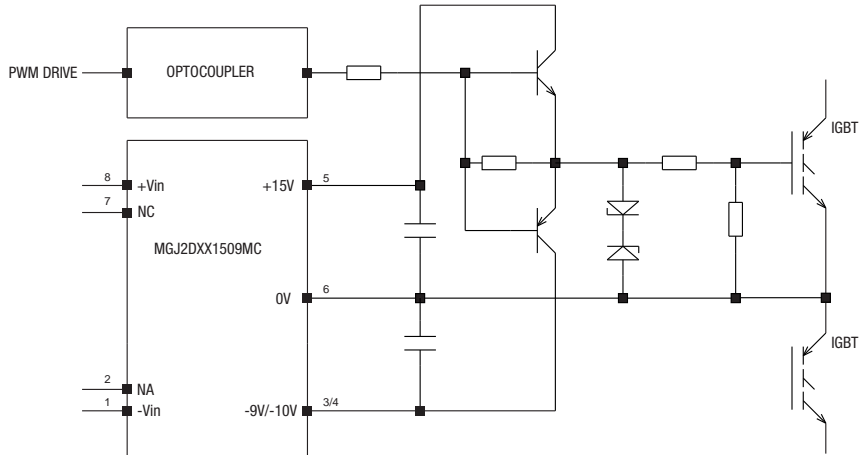 PWM DRIVE
OPTOCOUPLER
IGBT
8
+Vin
+15V
5
7
NC
MGJ2DXX1509MC
0V
6
IGBT
2
NA
1
-Vin
-9V/-10V
3/4